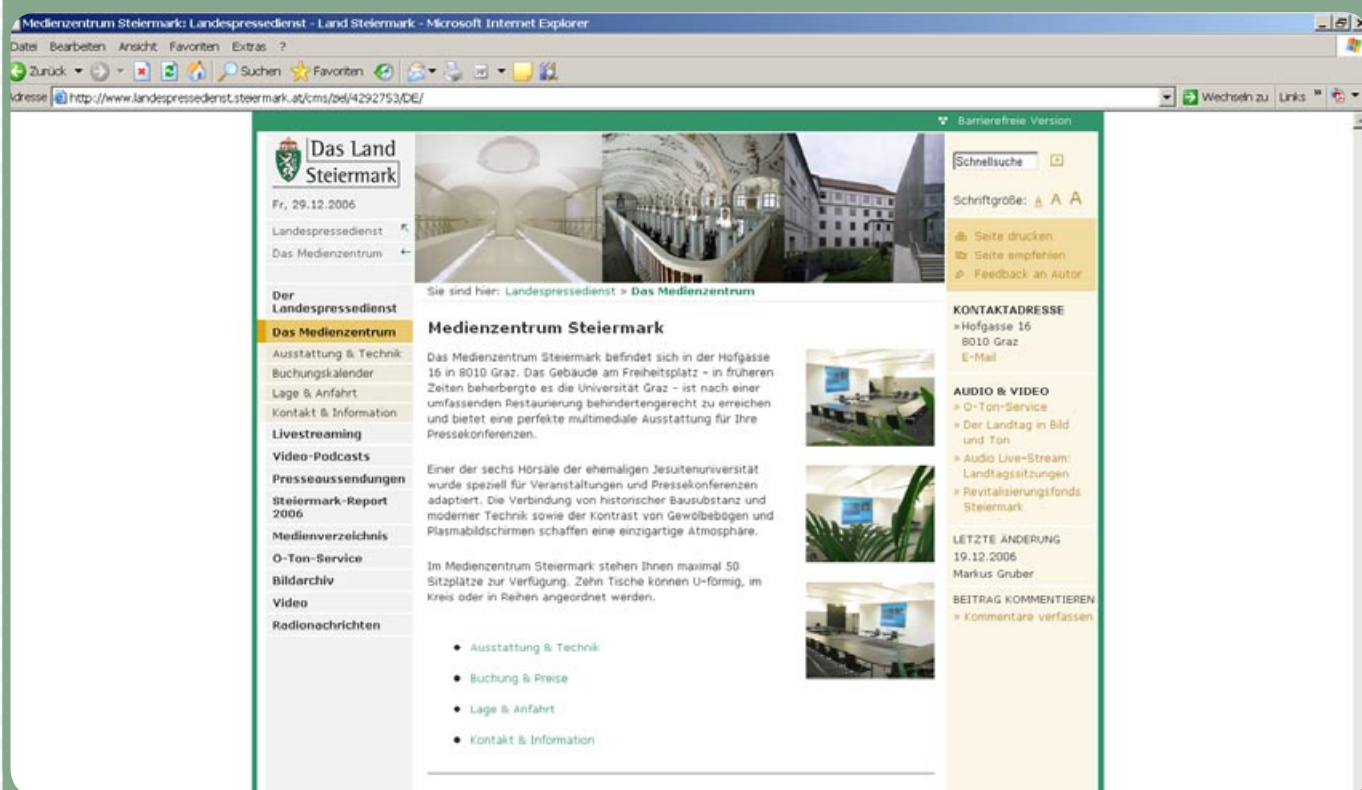 Medienzentrum Steiermark: Landespressedienst - Land Steiermark - Microsoft Internet Explorer
Datei Bearbeiten Ansicht Favoriten Extras ?
Zurück Suchen Favoriten
Adresse http://www.landespressedienst.steiermark.at/cms/ziel/4292753/DE/ Wechseln zu Links »
Barrierefreie Version
Das Land
Steiermark
Fr, 29.12.2006
Landespressedienst
Das Medienzentrum
Der
Landespressedienst
Das Medienzentrum
Ausstattung & Technik
Buchungskalender
Lage & Anfahrt
Kontakt & Information
Livestreaming
Video-Podcasts
Presseaussendungen
Steiermark-Report
2006
Medienverzeichnis
O-Ton-Service
Bildarchiv
Video
Radionachrichten
Sie sind hier: Landespressedienst » Das Medienzentrum
Medienzentrum Steiermark
Das Medienzentrum Steiermark befindet sich in der Hofgasse
16 in 8010 Graz. Das Gebäude am Freiheitsplatz - in früheren
Zeiten beherbergte es die Universität Graz - ist nach einer
umfassenden Restaurierung behindertengerecht zu erreichen
und bietet eine perfekte multimediale Ausstattung für Ihre
Pressekonferenzen.
Einer der sechs Hörsäle der ehemaligen Jesuitenuniversität
wurde speziell für Veranstaltungen und Pressekonferenzen
adaptiert. Die Verbindung von historischer Bausubstanz und
moderner Technik sowie der Kontrast von Gewölbebögen und
Plasmabildschirmen schaffen eine einzigartige Atmosphäre.
Im Medienzentrum Steiermark stehen Ihnen maximal 50
Sitzplätze zur Verfügung. Zehn Tische können U-förmig, im
Kreis oder in Reihen angeordnet werden.
• Ausstattung & Technik
• Buchung & Preise
• Lage & Anfahrt
• Kontakt & Information
Schnellsuche
Schriftgröße: A A A
Seite drucken
Seite empfehlen
Feedback an Autor
KONTAKTADRESSE
» Hofgasse 16
8010 Graz
E-Mail
AUDIO & VIDEO
» O-Ton-Service
» Der Landtag in Bild
und Ton
» Audio Live-Stream:
Landtagssitzungen
» Revitalisierungsfonds
Steiermark
LETZTE ÄNDERUNG
19.12.2006
Markus Gruber
BEITRAG KOMMENTIEREN
» Kommentare verfassen